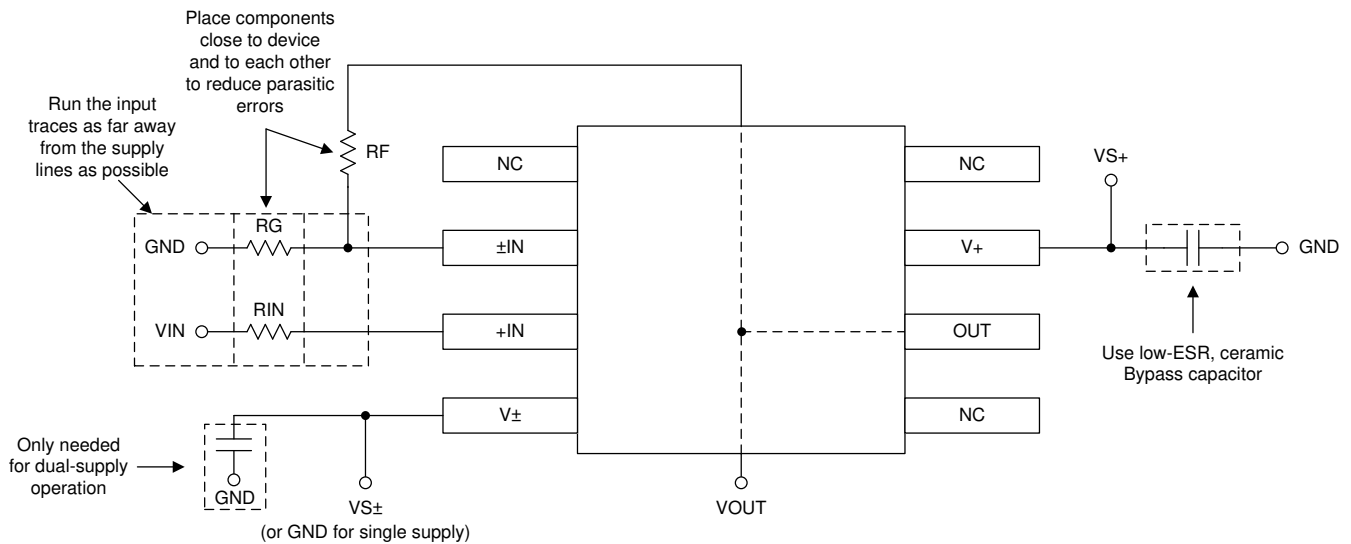 Place components
close to device
and to each other
to reduce parasitic
errors
Run the input
traces as far away
from the supply
lines as possible
RF
NC
NC
VS+
RG
GND
±IN
V+
GND
RIN
VIN
+IN
OUT
Use low-ESR, ceramic
Bypass capacitor
V±
NC
Only needed
for dual-supply
operation
GND
VS±
(or GND for single supply)
VOUT